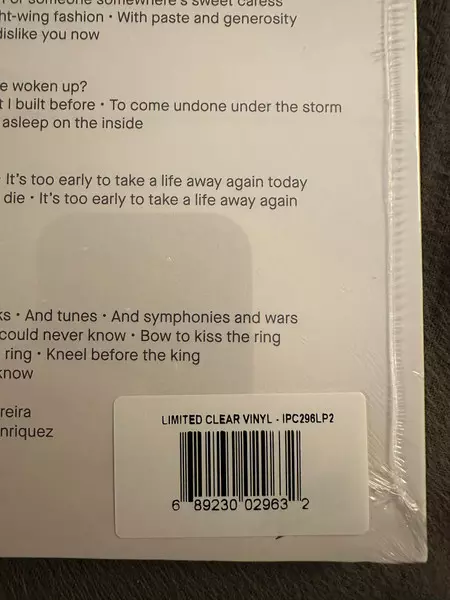 somewhere's sweet caress
ht-wing fashion • With paste and generosity
dislike you now
e woken up?
t I built before • To come undone under the storm
asleep on the inside
It's too early to take a life away again today
die • It's too early to take a life away again
ks • And tunes • And symphonies and wars
could never know • Bow to kiss the ring
ring • Kneel before the king
know
reira
nriquez
LIMITED CLEAR VINYL - IPC296LP2
6 89230 02963 2